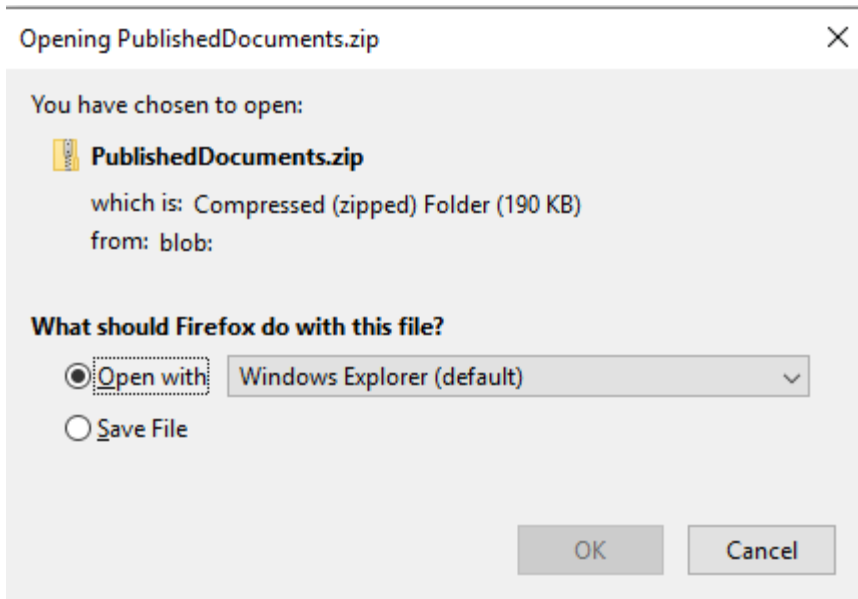 Opening PublishedDocuments.zip
You have chosen to open:
PublishedDocuments.zip
which is: Compressed (zipped) Folder (190 KB)
from: blob:
What should Firefox do with this file?
Open with Windows Explorer (default)
Save File
OK Cancel